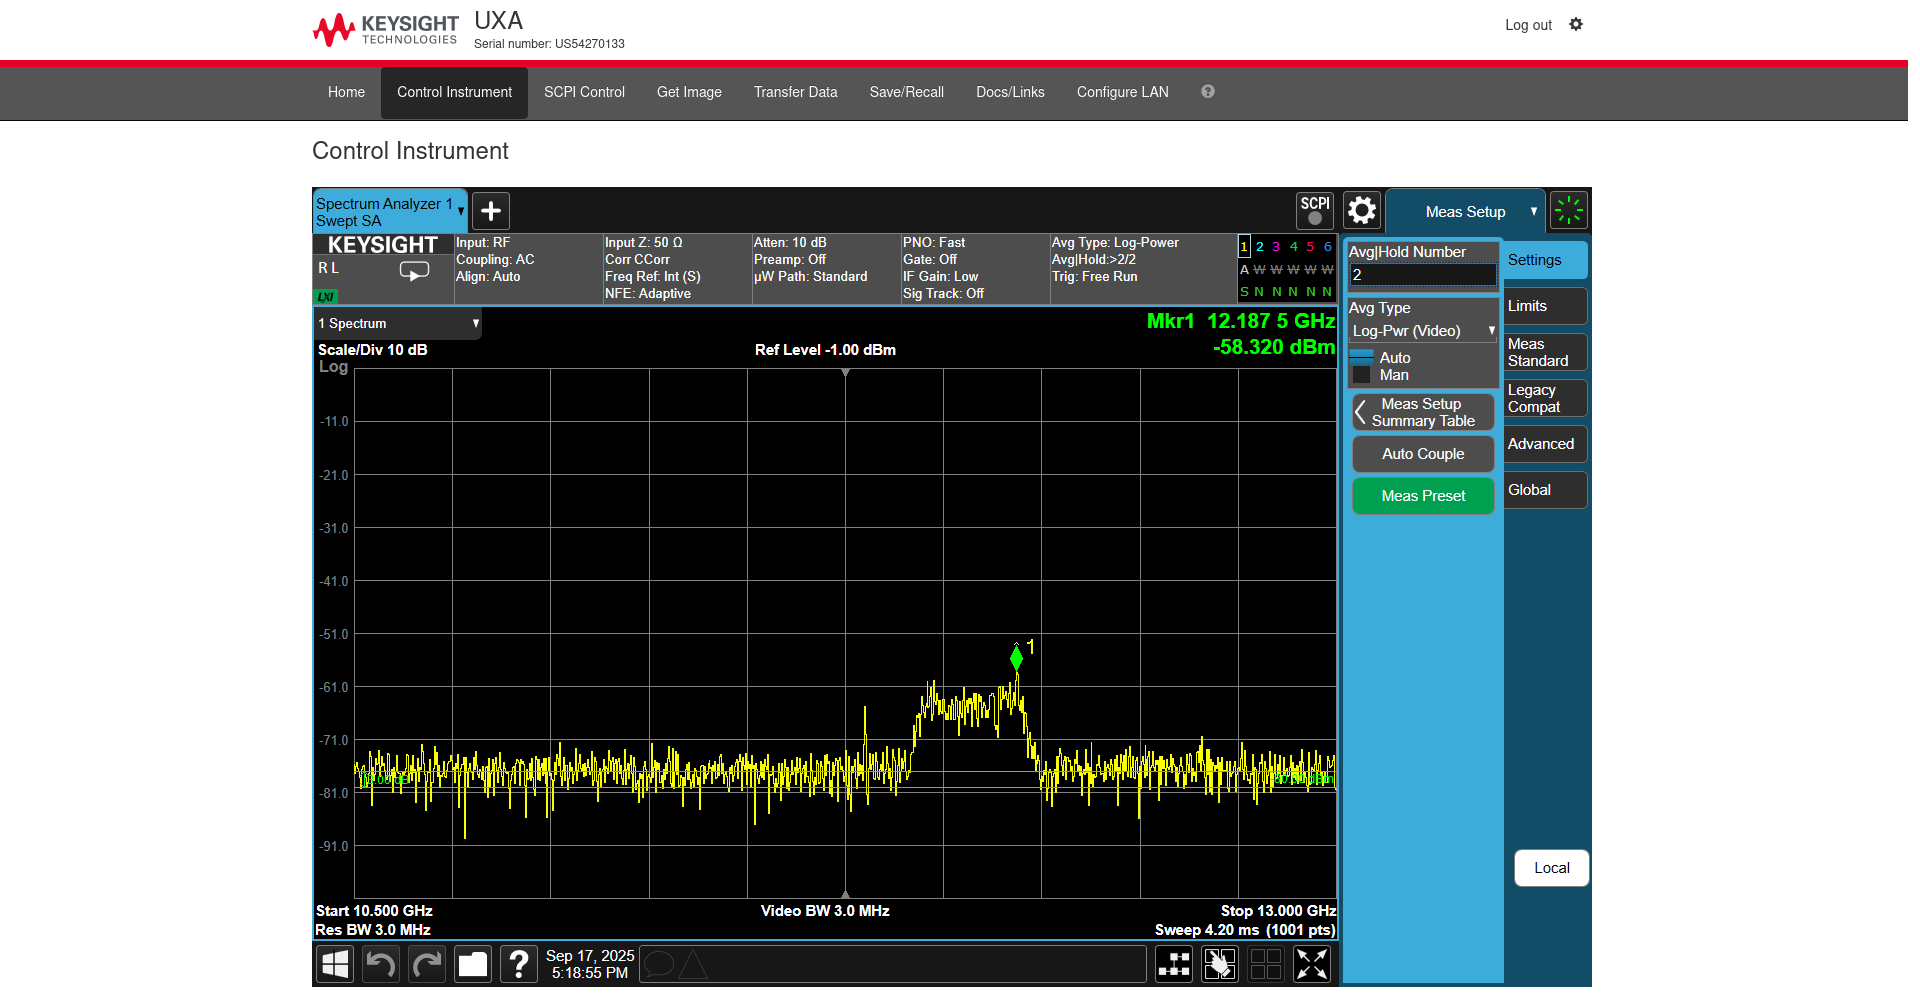 KEYSIGHT
TECHNOLOGIES
UXA
Serial number: US54270133
Log out
Home
Control Instrument
SCPI Control
Get Image
Transfer Data
Save/Recall
Docs/Links
Configure LAN
?
Control Instrument
Spectrum Analyzer 1
Swept SA
SCPI
Meas Setup
KEYSIGHT
R L
LXI
Input: RF
Coupling: AC
Align: Auto
Input Z: 50 Ω
Corr CCorr
Freq Ref: Int (S)
NFE: Adaptive
Atten: 10 dB
Preamp: Off
µW Path: Standard
PNO: Fast
Gate: Off
IF Gain: Low
Sig Track: Off
Avg Type: Log-Power
Avg|Hold:>2/2
Trig: Free Run
1 2 3 4 5 6
A W W W W W
S N N N N N
1 Spectrum
Mkr1 12.187 5 GHz
-58.320 dBm
Scale/Div 10 dB
Ref Level -1.00 dBm
Log
-11.0
-21.0
-31.0
-41.0
-51.0
-61.0
-71.0
-81.0
-91.0
1
Start 10.500 GHz
Video BW 3.0 MHz
Stop 13.000 GHz
Res BW 3.0 MHz
Sweep 4.20 ms (1001 pts)
Avg|Hold Number
2
Avg Type
Log-Pwr (Video)
Auto
Man
Meas Setup
Summary Table
Auto Couple
Meas Preset
Settings
Limits
Meas
Standard
Legacy
Compat
Advanced
Global
Local
?
Sep 17, 2025
5:18:55 PM